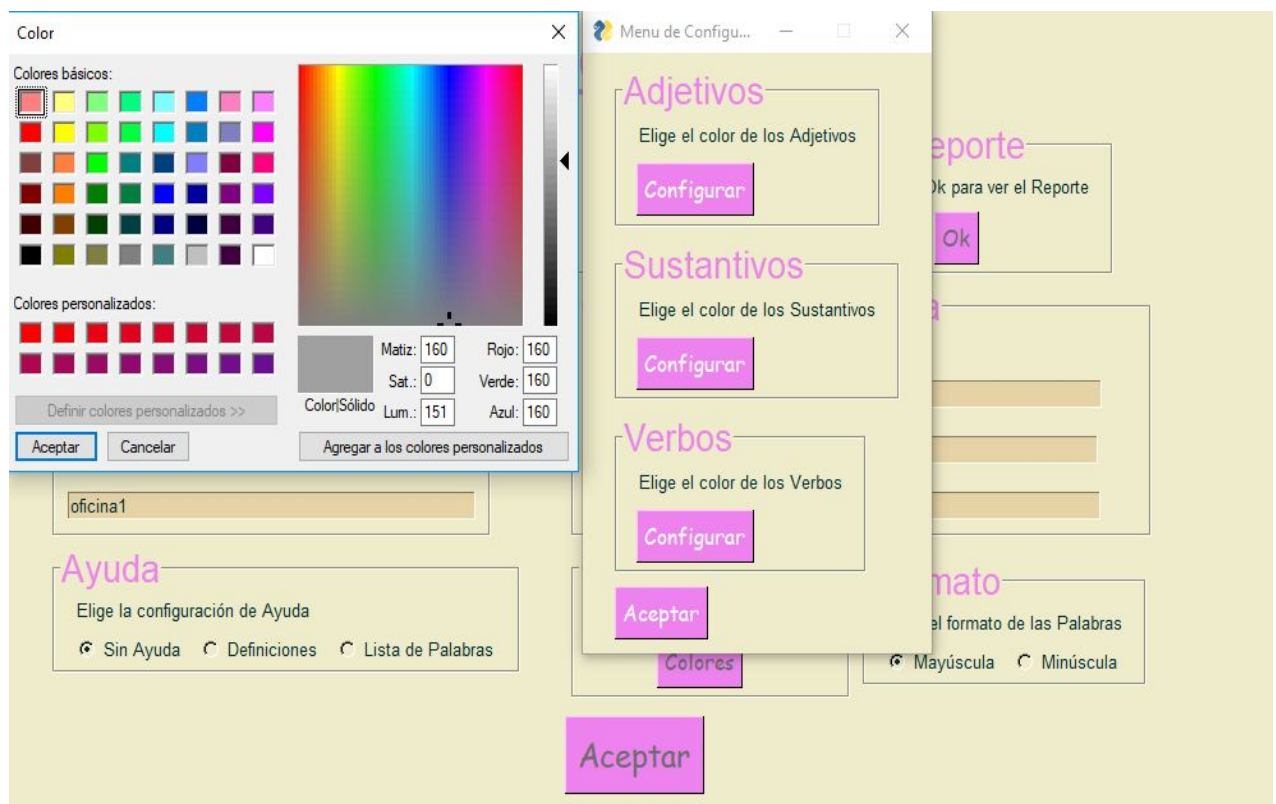 Color
Colores básicos:
Colores personalizados:
Definir colores personalizados >>
Aceptar
Cancelar
Color|Sólido
Matiz: 160
Sat.: 0
Lum.: 151
Rojo: 160
Verde: 160
Azul: 160
Agregar a los colores personalizados
Menu de Configu...
Adjetivos
Elige el color de los Adjetivos
Configurar
Sustantivos
Elige el color de los Sustantivos
Configurar
Verbos
Elige el color de los Verbos
Configurar
Aceptar
eporte
Ok para ver el Reporte
Ok
a
oficina1
Ayuda
Elige la configuración de Ayuda
Sin Ayuda
Definiciones
Lista de Palabras
Colores
mato
el formato de las Palabras
Mayúscula
Minúscula
Aceptar